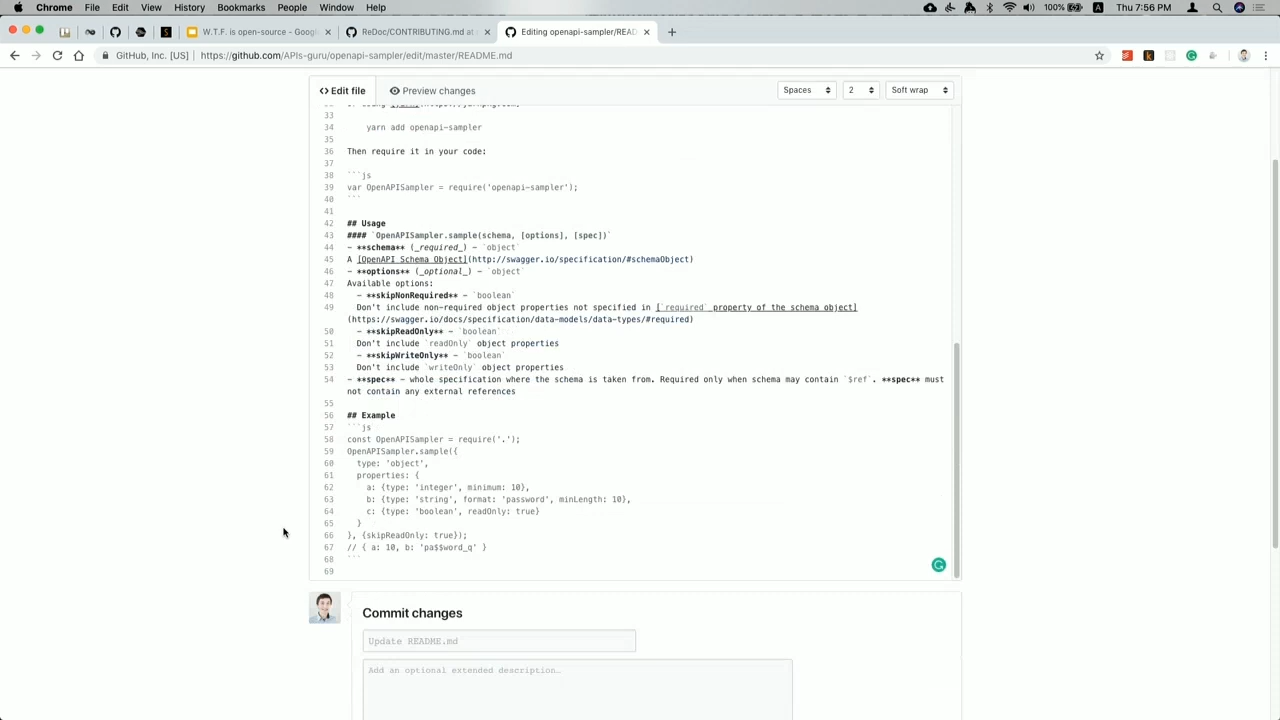 Chrome File Edit View History Bookmarks People Window Help 100% A Thu 7:56 PM
W.T.F. is open-source - Goog
ReDoc/CONTRIBUTING.md at
Editing openapi-sampler/READ
GitHub, Inc. [US] https://github.com/APIs-guru/openapi-sampler/edit/master/README.md
Edit file Preview changes Spaces 2 Soft wrap
33
34 yarn add openapi-sampler
35
36 Then require it in your code:
37
38 ```js
39 var OpenAPISampler = require('openapi-sampler');
40 ```
41
42 ## Usage
43 #### `OpenAPISampler.sample(schema, [options], [spec])`
44 - **schema** (_required_) - `object`
45 A [OpenAPI Schema Object](http://swagger.io/specification/#schemaObject)
46 - **options** (_optional_) - `object`
47 Available options:
48 - **skipNonRequired** - `boolean`
49 Don't include non-required object properties not specified in [`required` property of the schema object]
(https://swagger.io/docs/specification/data-models/data-types/#required)
50 - **skipReadOnly** - `boolean`
51 Don't include `readOnly` object properties
52 - **skipWriteOnly** - `boolean`
53 Don't include `writeOnly` object properties
54 - **spec** - whole specification where the schema is taken from. Required only when schema may contain `$ref`. **spec** must
not contain any external references
55
56 ## Example
57 ```js
58 const OpenAPISampler = require('.');
59 OpenAPISampler.sample({
60 type: 'object',
61 properties: {
62 a: {type: 'integer', minimum: 10},
63 b: {type: 'string', format: 'password', minLength: 10},
64 c: {type: 'boolean', readOnly: true}
65 }
66 }, {skipReadOnly: true});
67 // { a: 10, b: 'pa$$word_q' }
68 ```
69
Commit changes
Update README.md
Add an optional extended description…